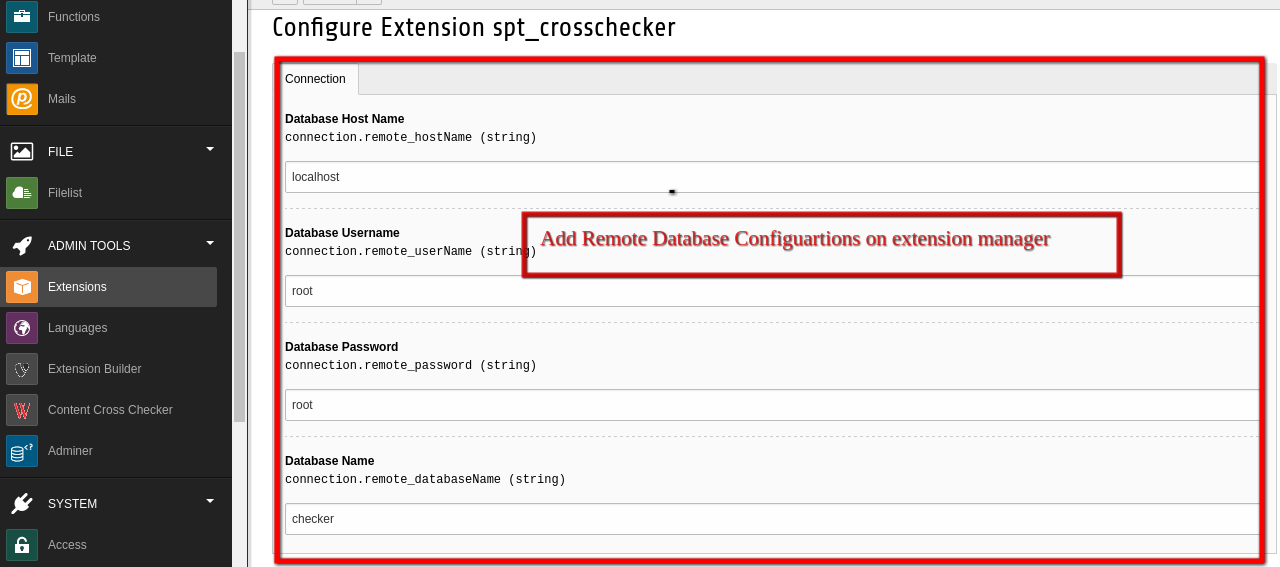 Functions
Template
Mails
FILE
Filelist
ADMIN TOOLS
Extensions
Languages
Extension Builder
Content Cross Checker
Adminer
SYSTEM
Access
Configure Extension spt_crosschecker
Connection
Database Host Name
connection.remote_hostName (string)
localhost
Database Username
connection.remote_userName (string)
Add Remote Database Configuartions on extension manager
root
Database Password
connection.remote_password (string)
root
Database Name
connection.remote_databaseName (string)
checker